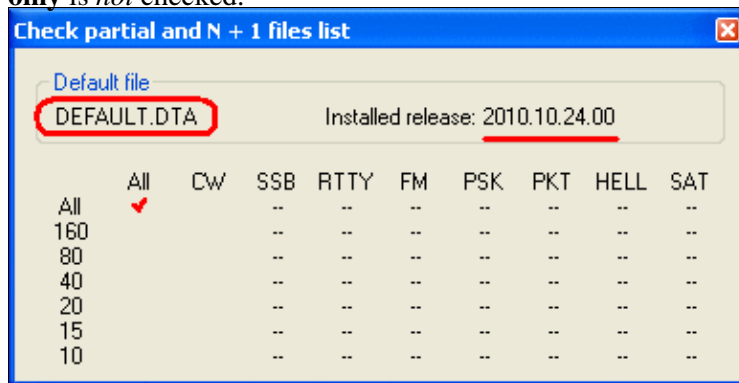 only is not checked.
Check partial and N + 1 files list
Default file
DEFAULT.DTA Installed release: 2010.10.24.00
All CW SSB RTTY FM PSK PKT HELL SAT
All -- -- -- -- -- -- --
160 -- -- -- -- -- -- --
80 -- -- -- -- -- -- --
40 -- -- -- -- -- -- --
20 -- -- -- -- -- -- --
15 -- -- -- -- -- -- --
10 -- -- -- -- -- -- --